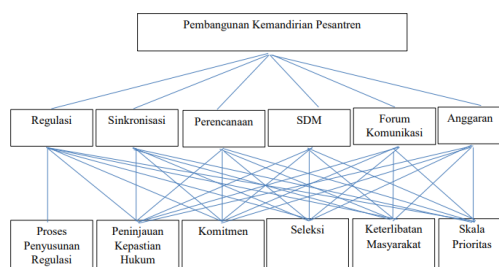 Pembangunan Kemandirian Pesantren
Regulasi
Sinkronisasi
Perencanaan
SDM
Forum
Komunikasi
Anggaran
Proses
Penyusunan
Regulasi
Peninjauan
Kepastian
Hukum
Komitmen
Seleksi
Keterlibatan
Masyarakat
Skala
Prioritas